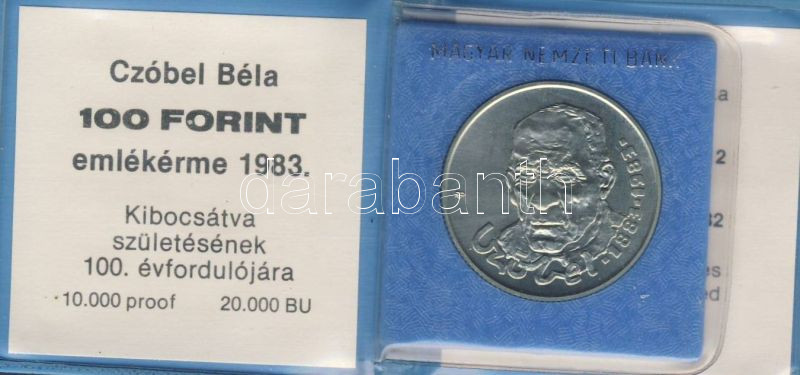 Czóbel Béla
100 FORINT
emlékérme 1983.
Kibocsátva
születésének
100. évfordulójára
10.000 proof 20.000 BU
MAGYAR NEMZETI BANK
darabanth